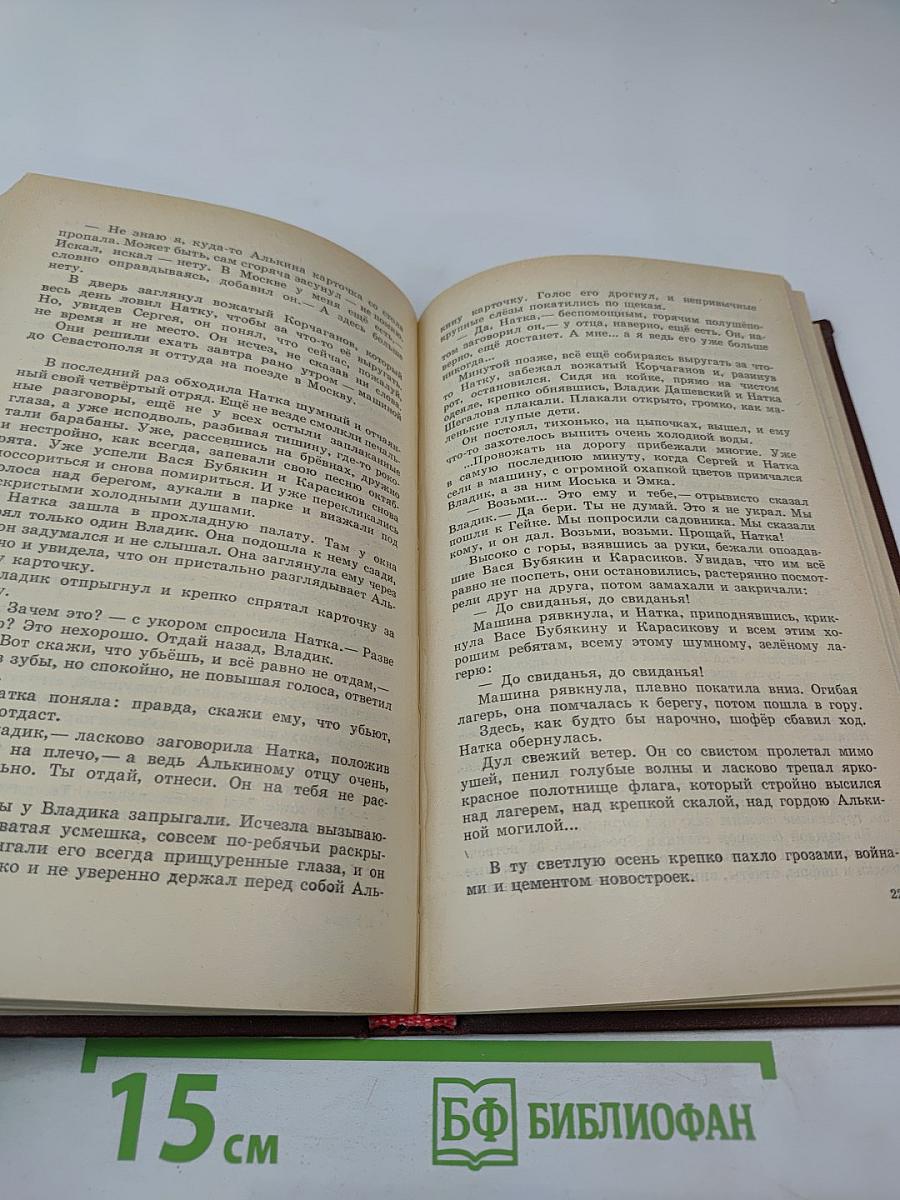 — Не знаю я, куда-то Алькина карточка со стола
пропала. Может быть, сам сгоряча засунул — не помню.
Искал, искал — нету. В Москве у меня ещё есть,
словно оправдываясь, добавил он.— А здесь больше
нету.
В дверь заглянул вожатый Корчаганов, который
весь день ловил Натку, чтобы за что-то её выругать.
Но, увидев Сергея, он понял, что сейчас, пожалуй,
не время и не место. Он исчез, не сказав ни слова.
Они решили ехать завтра рано утром — машиной
до Севастополя и оттуда на поезде в Москву.
В последний раз обходила Натка шумный и отчаян-
ный свой четвёртый отряд. Ещё не везде смолкли печаль-
ные разговоры, ещё не у всех остыли заплаканные
глаза, а уже исподволь, разбивая тишину, где-то роко-
тали барабаны. Уже, рассевшись на брёвнах, дружно
и нестройно, как всегда, запевали свою песню октяб-
рята. Уже успели Вася Бубякин и Карасиков снова
поссориться и снова помириться. И уже перекликались
голоса над берегом, аукали в парке и визжали под
искристыми холодными душами.
Натка зашла в прохладную палату. Там у окна
ял только один Владик. Она подошла к нему сзади,
он задумался и не слышал. Она заглянула ему через
но и увидела, что он пристально разглядывает Аль-
у карточку.
ладик отпрыгнул и крепко спрятал карточку за
у.
Зачем это? — с укором спросила Натка.— Разве
о? Это нехорошо. Отдай назад, Владик.
Вот скажи, что убьёшь, и всё равно не отдам,—
в зубы, но спокойно, не повышая голоса, ответил
атка поняла: правда, скажи ему, что убьют,
отдаст.
ладик,— ласково заговорила Натка, положив
на плечо,— а ведь Алькиному отцу очень,
ьно. Ты отдай, отнеси. Он на тебя не рас-
ы у Владика запрыгали. Исчезла вызываю-
ватая усмешка, совсем по-ребячьи раскры-
игали его всегда прищуренные глаза, и он
ко и не уверенно держал перед собой Аль-
кину карточку. Голос его дрогнул, и непривычные
крупные слёзы покатились по щекам.
— Да, Натка,— беспомощным, горячим полушёпо-
том заговорил он,— у отца, наверно, ещё есть. Он, на-
верно, ещё достанет. А мне... а я ведь его уже больше
никогда...
Минутой позже, всё ещё собираясь выругать за что-
то Натку, забежал вожатый Корчаганов и, разинув
рот, остановился. Сидя на койке, прямо на чистом
одеяле, крепко обнявшись, Владик Дашевский и Натка
Шегалова плакали. Плакали открыто, громко, как ма-
ленькие глупые дети.
Он постоял, тихонько, на цыпочках, вышел, и ему
что-то захотелось выпить очень холодной воды.
...Провожать на дорогу прибежали многие. Уже
в самую последнюю минуту, когда Сергей и Натка
сели в машину, с огромной охапкой цветов примчался
Владик, а за ним Иоська и Эмка.
— Возьми... Это ему и тебе,— отрывисто сказал
Владик.— Да бери. Ты не думай. Это я не украл. Мы
пошли к Гейке. Мы попросили садовника. Мы сказали
кому, и он дал. Возьми, возьми. Прощай, Натка!
Высоко с горы, взявшись за руки, бежали опоздав-
шие Вася Бубякин и Карасиков. Увидав, что им всё
равно не поспеть, они остановились, растерянно посмот-
рели друг на друга, потом замахали и закричали:
— До свиданья, до свиданья!
Машина рявкнула, и Натка, приподнявшись, крик-
нула Васе Бубякину и Карасикову и всем этим хо-
рошим ребятам, всему этому шумному, зелёному ла-
герю:
— До свиданья, до свиданья!
Машина рявкнула, плавно покатила вниз. Огибая
лагерь, она помчалась к берегу, потом пошла в гору.
Здесь, как будто бы нарочно, шофёр сбавил ход.
Натка обернулась.
Дул свежий ветер. Он со свистом пролетал мимо
ушей, пенил голубые волны и ласково трепал ярко-
красное полотнище флага, который стройно высился
над лагерем, над крепкой скалой, над гордою Альки-
ной могилой...
В ту светлую осень крепко пахло грозами, война-
ми и цементом новостроек.
15 см
БФ БИБЛИОФАН